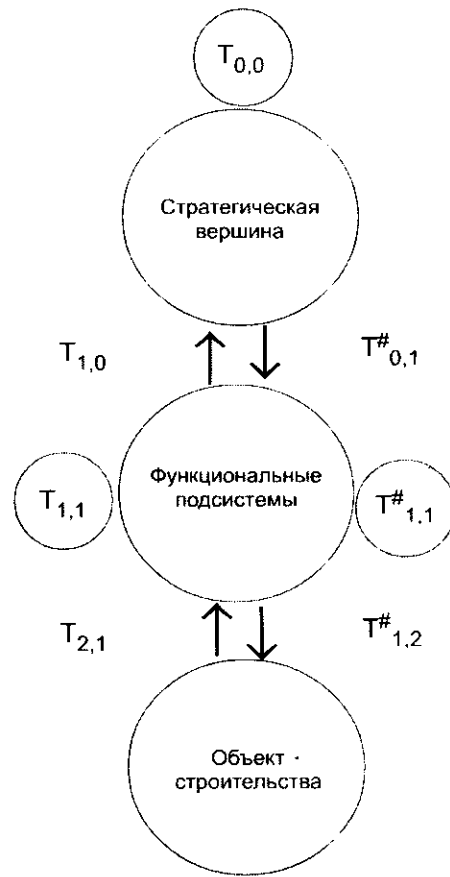 T0,0
Стратегическая
вершина
T1,0
T#0,1
Функциональные
подсистемы
T1,1
T#1,1
T2,1
T#1,2
Объект
строительства